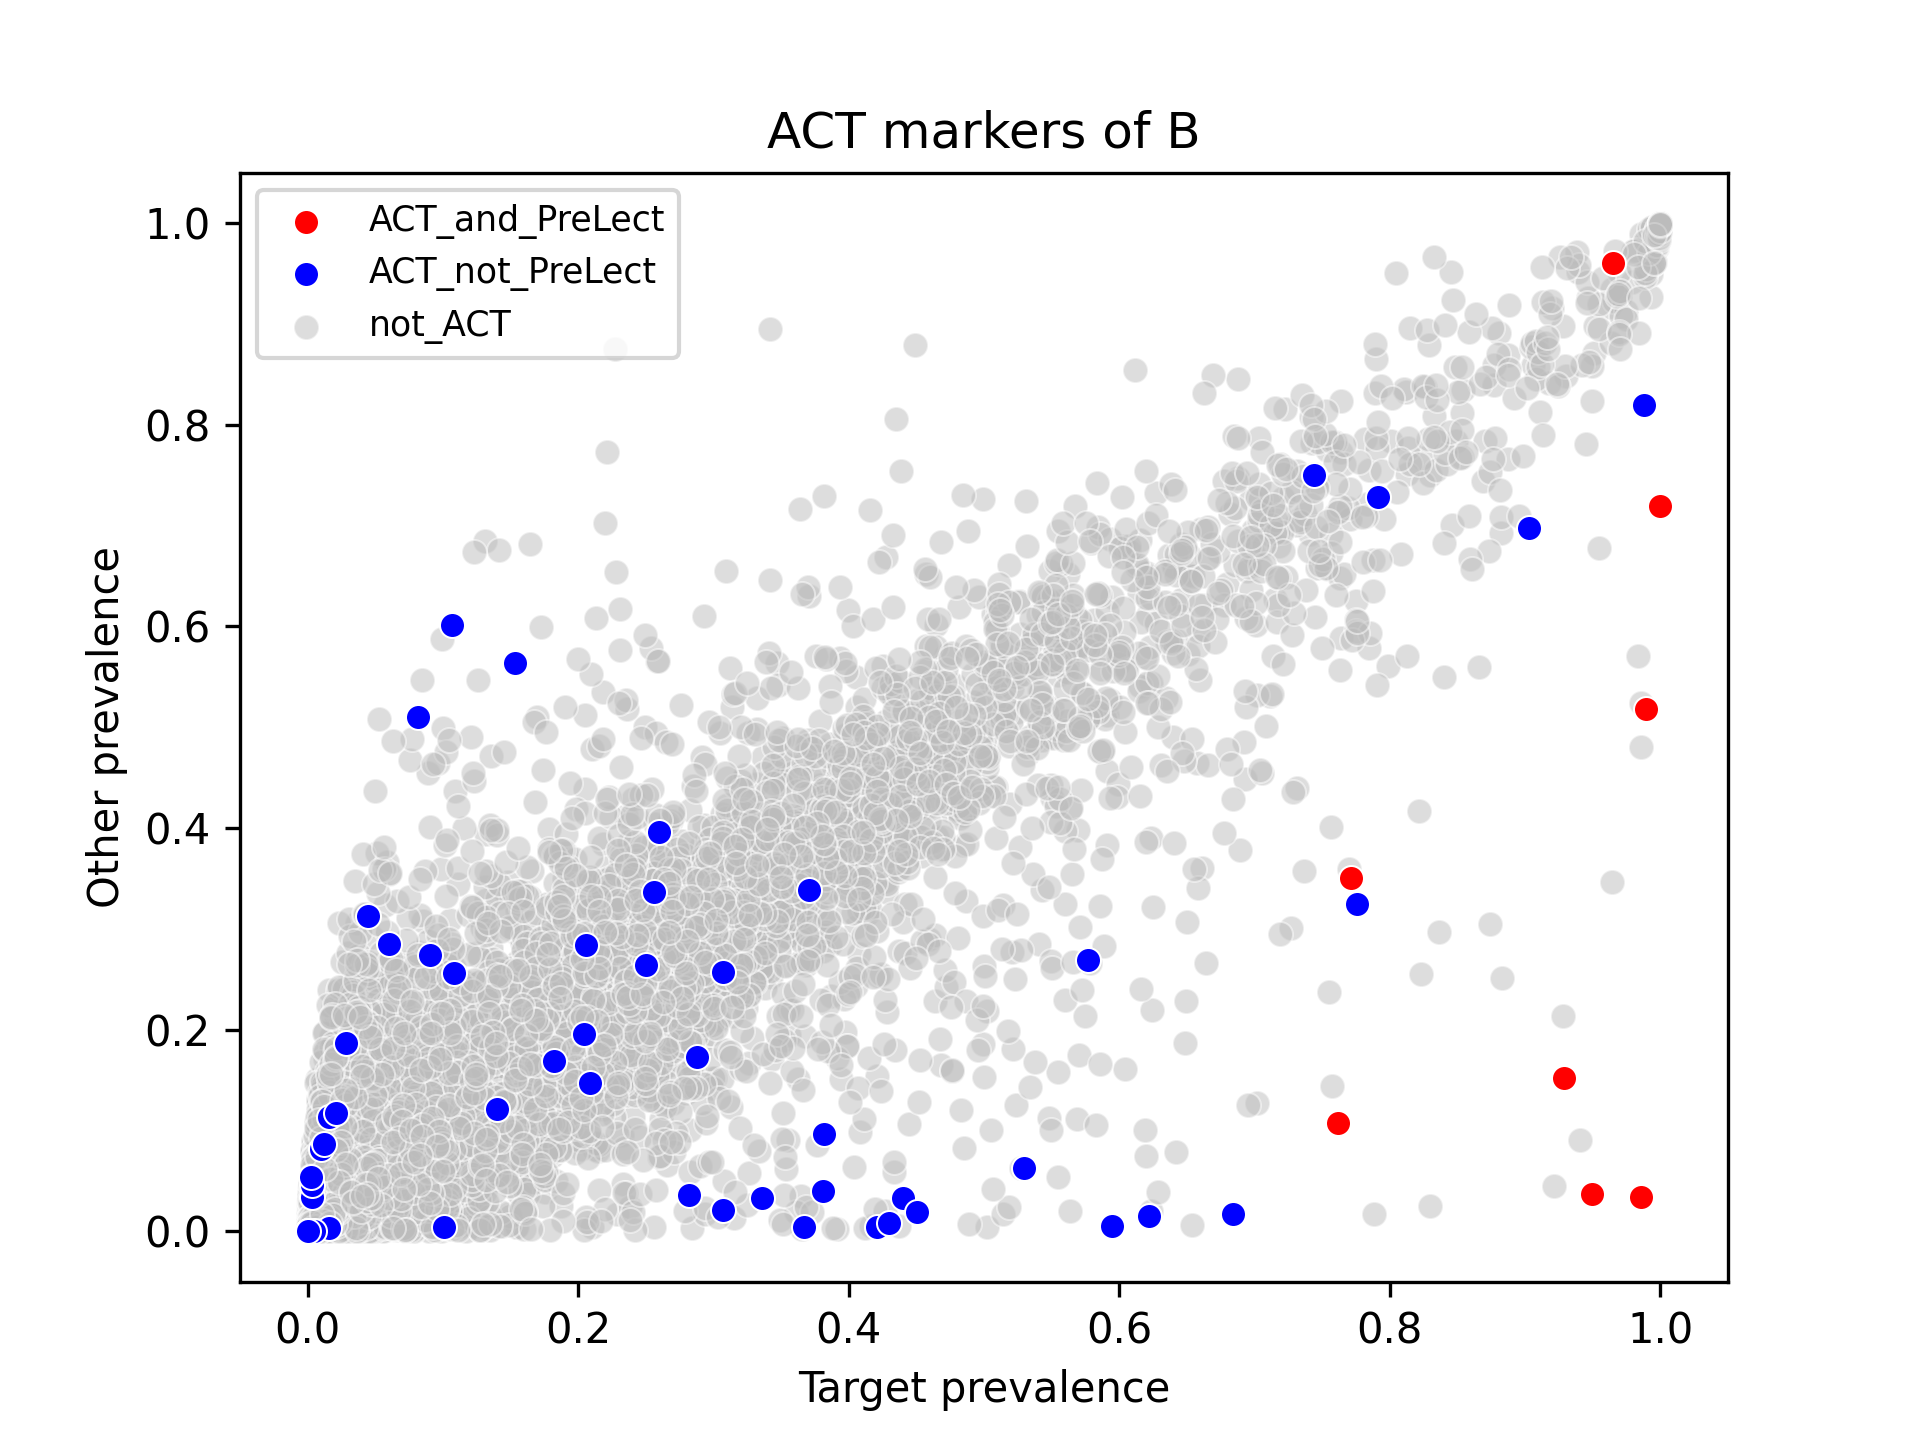 ACT markers of B
ACT_and_PreLect
ACT_not_PreLect
not_ACT
Other prevalence
1.0
0.8
0.6
0.4
0.2
0.0
0.0 0.2 0.4 0.6 0.8 1.0
Target prevalence